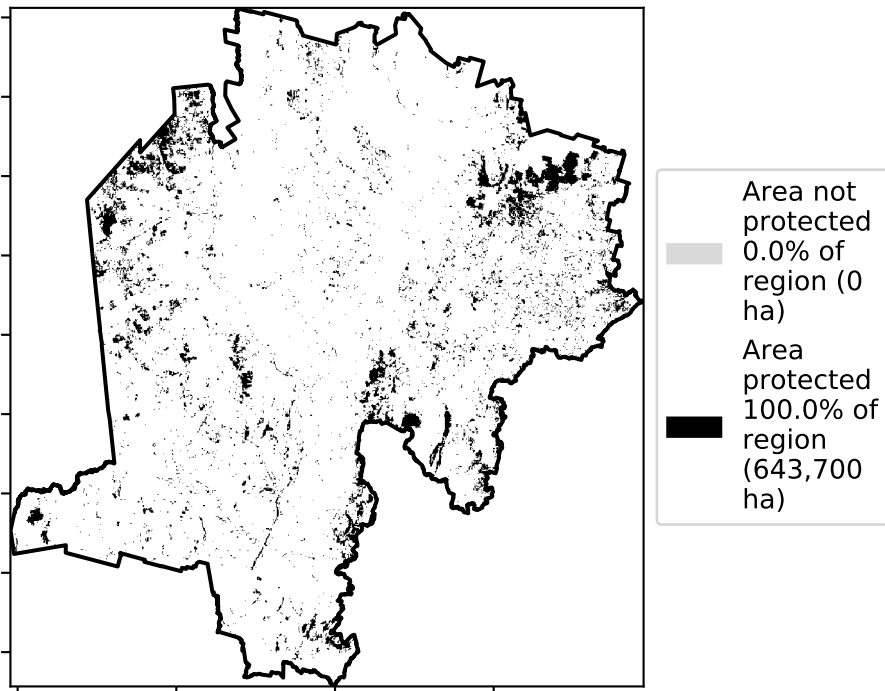 Area not
protected
0.0% of
region (0
ha)
Area
protected
100.0% of
region
(643,700
ha)